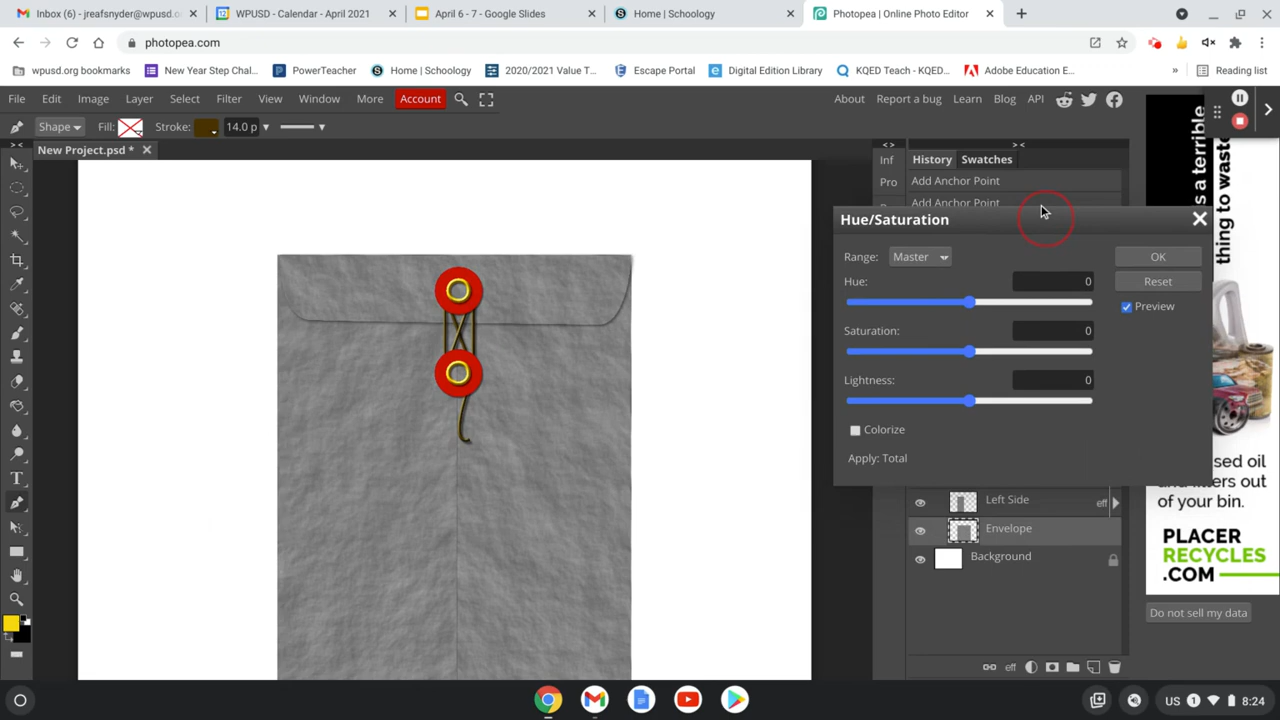 Inbox (6) - jreafsnyder@wpusd.o
WPUSD - Calendar - April 2021
April 6 - 7 - Google Slides
Home | Schoology
Photopea | Online Photo Editor
photopea.com
wpusd.org bookmarks
New Year Step Chal...
PowerTeacher
Home | Schoology
2020/2021 Value T...
Escape Portal
Digital Edition Library
KQED Teach - KQED...
Adobe Education E...
»
Reading list
File Edit Image Layer Select Filter View Window More Account
About Report a bug Learn Blog API
Shape Fill: Stroke: 14.0 p
New Project.psd *
> < < > > <
Inf
History Swatches
Pro
Add Anchor Point
Add Anchor Point
Hue/Saturation
Range: Master
OK
Hue: 0
Reset
Preview
Saturation: 0
Lightness: 0
Colorize
Apply: Total
Left Side
eff
Envelope
Background
eff
a terrible
thing to waste
sed oil
of your bin.
PLACER
RECYCLES
.COM
Do not sell my data
US 1 8:24